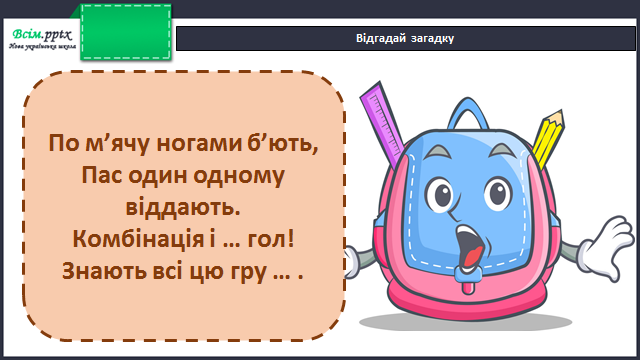 Всім.pptx
Нова українська школа
Відгадай загадку
По м’ячу ногами б’ють,
Пас один одному
віддають.
Комбінація і ... гол!
Знають всі цю гру ... .